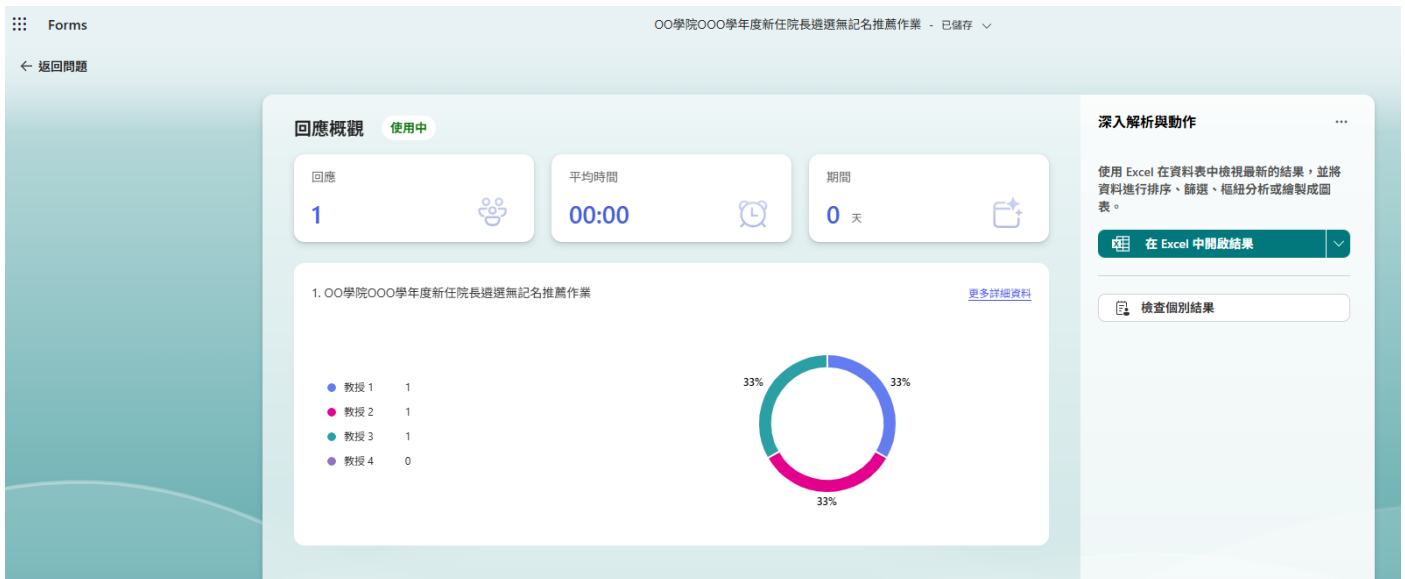 Forms
OO學院OOO學年度新任院長遴選無記名推薦作業 - 已儲存
返回問題
回應概觀 使用中
回應
1
平均時間
00:00
期間
0 天
1. OO學院OOO學年度新任院長遴選無記名推薦作業
更多詳細資料
教授 1 1
教授 2 1
教授 3 1
教授 4 0
33%
33%
33%
深入解析與動作
使用 Excel 在資料表中檢視最新的結果，並將
資料進行排序、篩選、樞紐分析或繪製成圖
表。
在 Excel 中開啟結果
檢查個別結果